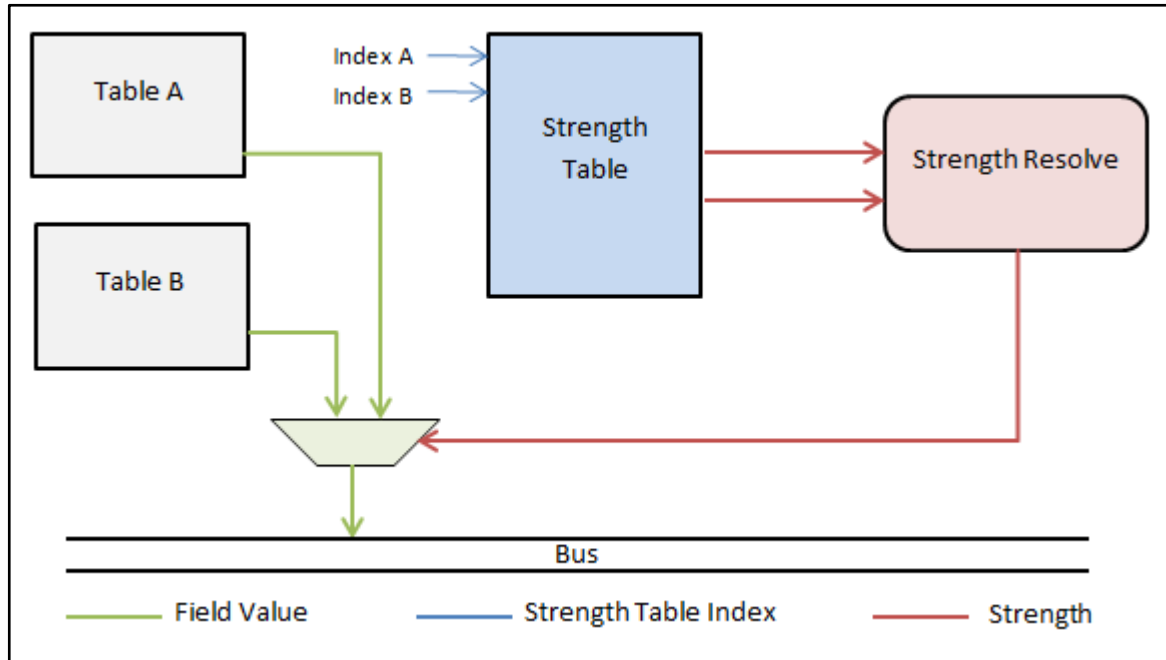 Table A
Index A
Index B
Strength
Table
Strength Resolve
Table B
Bus
Field Value
Strength Table Index
Strength